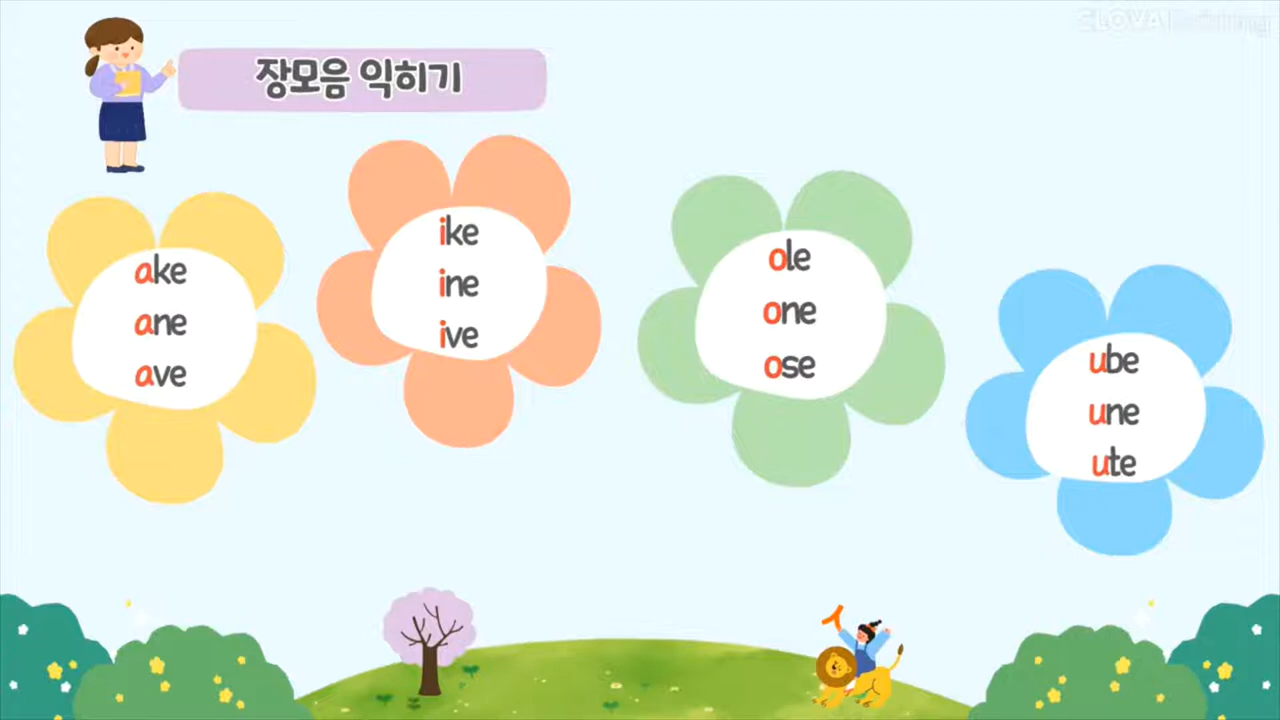 장모음 익히기
ake
ane
ave
ike
ine
ive
ole
one
ose
ube
une
ute